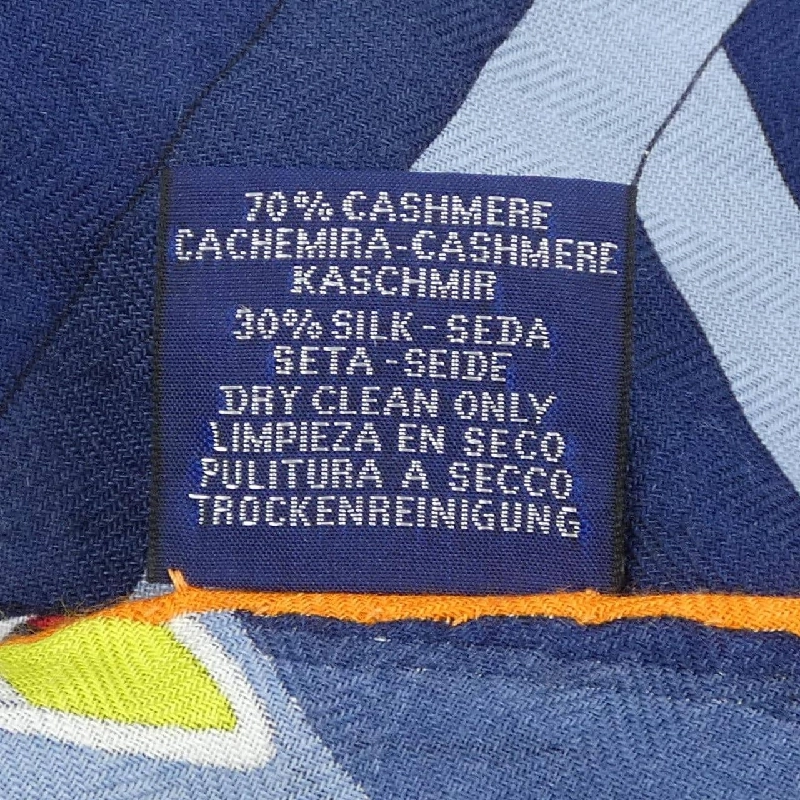 70% CASHMERE
CACHEMIRA-CASHMERE
KASCHMIR
30% SILK - SEDA
SETA - SEIDE
DRY CLEAN ONLY
LIMPIEZA EN SECO
PULITURA A SECCO
TROCKENREINIGUNG